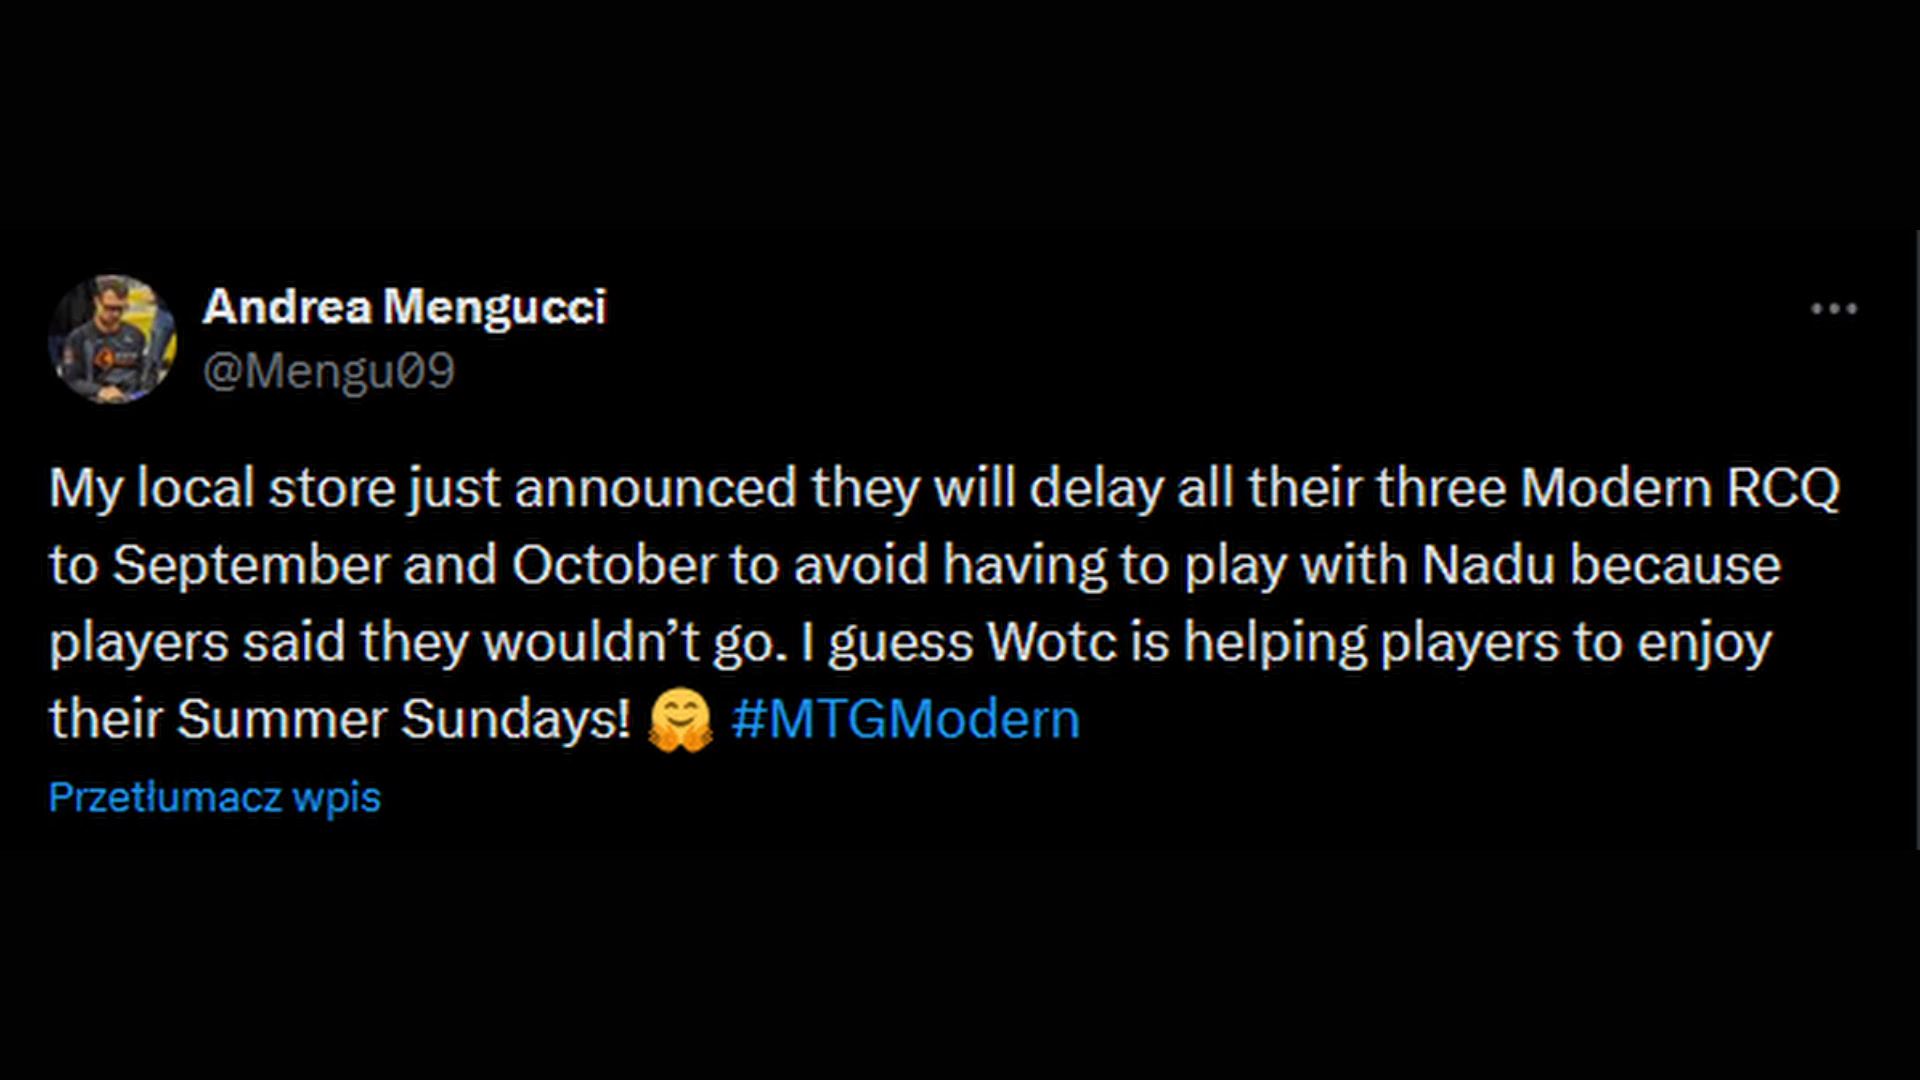 Andrea Mengucci
@Mengu09
My local store just announced they will delay all their three Modern RCQ
to September and October to avoid having to play with Nadu because
players said they wouldn’t go. I guess Wotc is helping players to enjoy
their Summer Sundays! 🤗 #MTGModern
Przetłumacz wpis